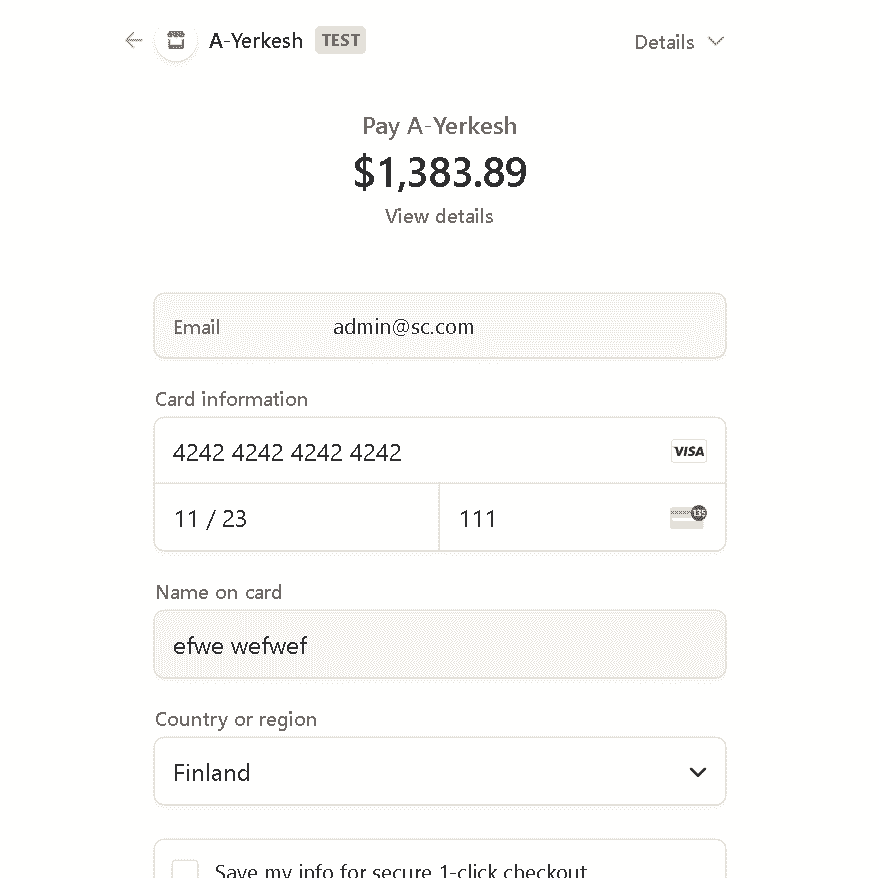 A-Yerkesh TEST Details
Pay A-Yerkesh
$1,383.89
View details
Email admin@sc.com
Card information
4242 4242 4242 4242 VISA
11 / 23 111 135
Name on card
efwe wefwef
Country or region
Finland
Save my info for secure 1-click checkout